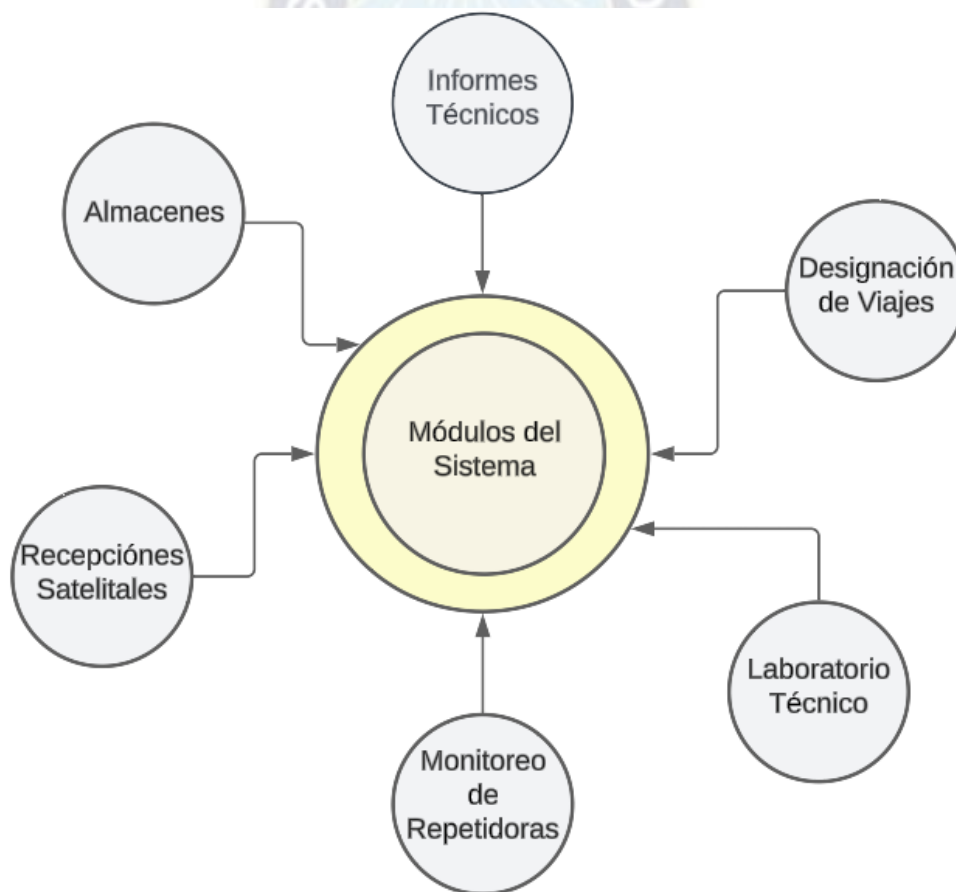 Informes
Técnicos
Almacenes
Designación
de Viajes
Módulos del
Sistema
Recepciónes
Satelitales
Laboratorio
Técnico
Monitoreo
de
Repetidoras